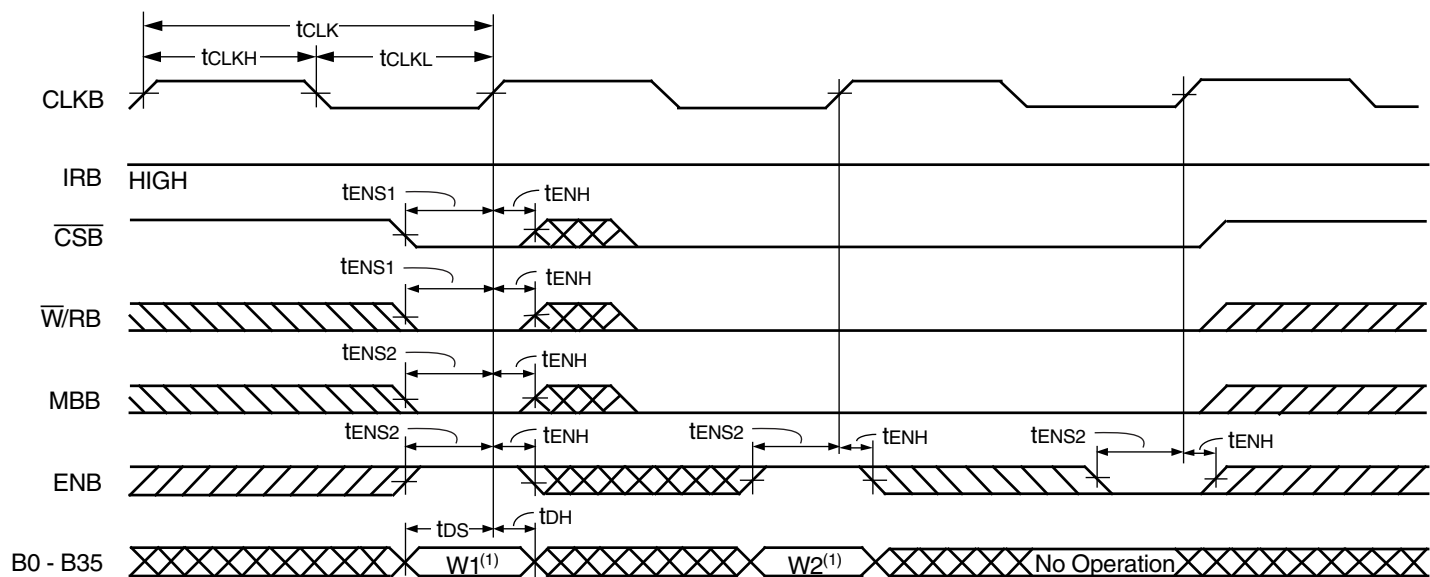 tCLK
tCLKH tCLKL
CLKB
IRB HIGH
tENS1 tENH
CSB
tENS1 tENH
W/RB
tENS2 tENH
MBB
tENS2 tENH tENS2 tENH tENS2 tENH
ENB
tDS tDH
B0 - B35 W1(1) W2(1) No Operation